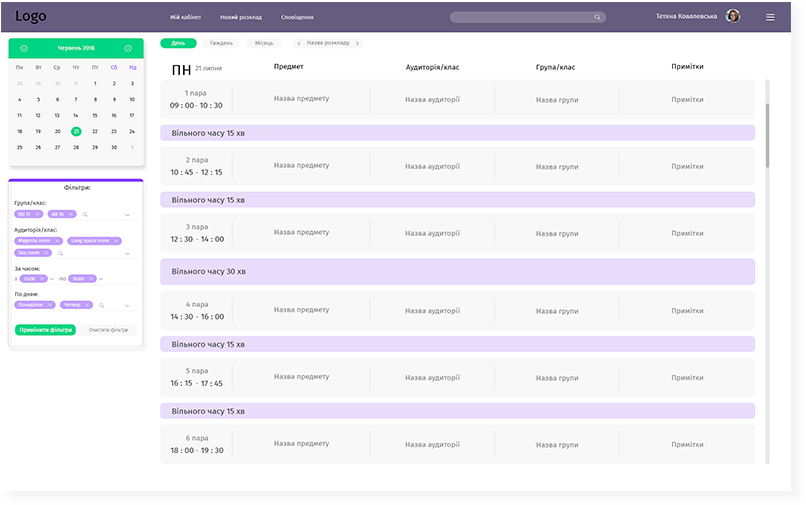 Logo
Мій кабінет
Новий розклад
Сповіщення
Тетяна Ковалевська
Червень 2018
Пн Вт Ср Чт Пт Сб Нд
28 29 30 31 1 2 3
4 5 6 7 8 9 10
11 12 13 14 15 16 17
18 19 20 21 22 23 24
25 26 27 28 29 30 1
Фільтри:
Група/клас:
BD 17 × AB 16 ×
Аудиторія/клас:
Magenta room × Long space room ×
Tea room ×
За часом:
з 13:00 × по 16:00 ×
По дням:
Понеділок × Четвер ×
Примінити фільтри
Очистити фільтри
День
Тиждень
Місяць
Назва розкладу
ПН 21 липня
Предмет
Аудиторія/клас
Група/клас
Примітки
1 пара
09 : 00 - 10 : 30
Назва предмету
Назва аудиторії
Назва групи
Примітки
Вільного часу 15 хв
2 пара
10 : 45 - 12 : 15
Назва предмету
Назва аудиторії
Назва групи
Примітки
Вільного часу 15 хв
3 пара
12 : 30 - 14 : 00
Назва предмету
Назва аудиторії
Назва групи
Примітки
Вільного часу 30 хв
4 пара
14 : 30 - 16 : 00
Назва предмету
Назва аудиторії
Назва групи
Примітки
Вільного часу 15 хв
5 пара
16 : 15 - 17 : 45
Назва предмету
Назва аудиторії
Назва групи
Примітки
Вільного часу 15 хв
6 пара
18 : 00 - 19 : 30
Назва предмету
Назва аудиторії
Назва групи
Примітки